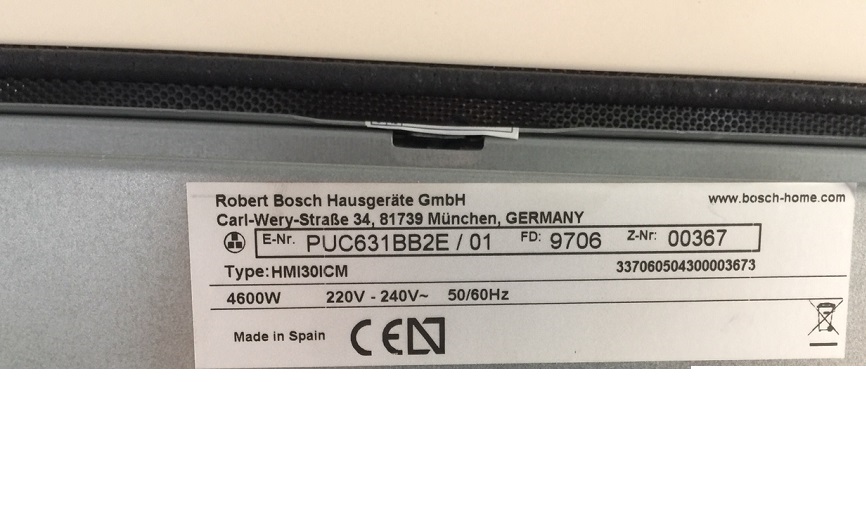 Robert Bosch Hausgeräte GmbH www.bosch-home.com
Carl-Wery-Straße 34, 81739 München, GERMANY
E-Nr. PUC631BB2E / 01 FD: 9706 Z-Nr: 00367
Type: HMI30ICM 337060504300003673
4600W 220V - 240V~ 50/60Hz
Made in Spain CE N